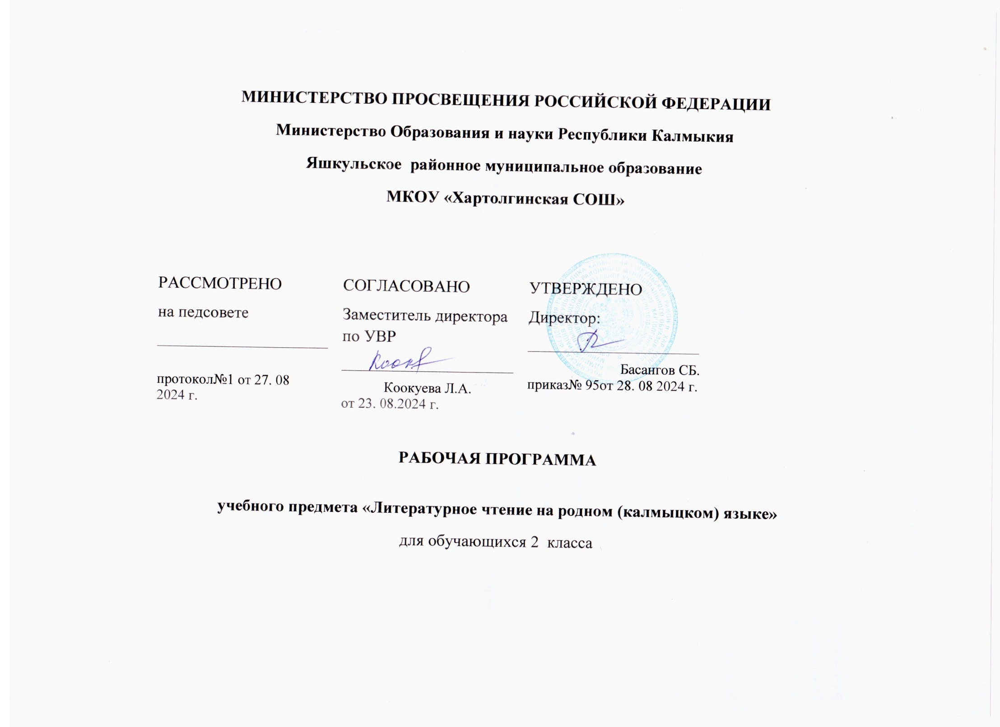 МИНИСТЕРСТВО ПРОСВЕЩЕНИЯ РОССИЙСКОЙ ФЕДЕРАЦИИ
Министерство Образования и науки Республики Калмыкия
Яшкульское районное муниципальное образование
МКОУ «Хартолгинская СОШ»
РАССМОТРЕНО
на педсовете
протокол№1 от 27. 08
2024 г.
СОГЛАСОВАНО
Заместитель директора
по УВР
Коокуева Л.А.
от 23. 08.2024 г.
УТВЕРЖДЕНО
Директор:
Басангов СБ.
приказ№ 95от 28. 08 2024 г.
РАБОЧАЯ ПРОГРАММА
учебного предмета «Литературное чтение на родном (калмыцком) языке»
для обучающихся 2 класса